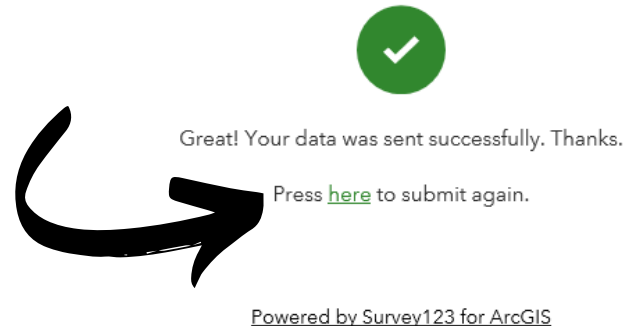 Great! Your data was sent successfully. Thanks.
Press here to submit again.
Powered by Survey123 for ArcGIS